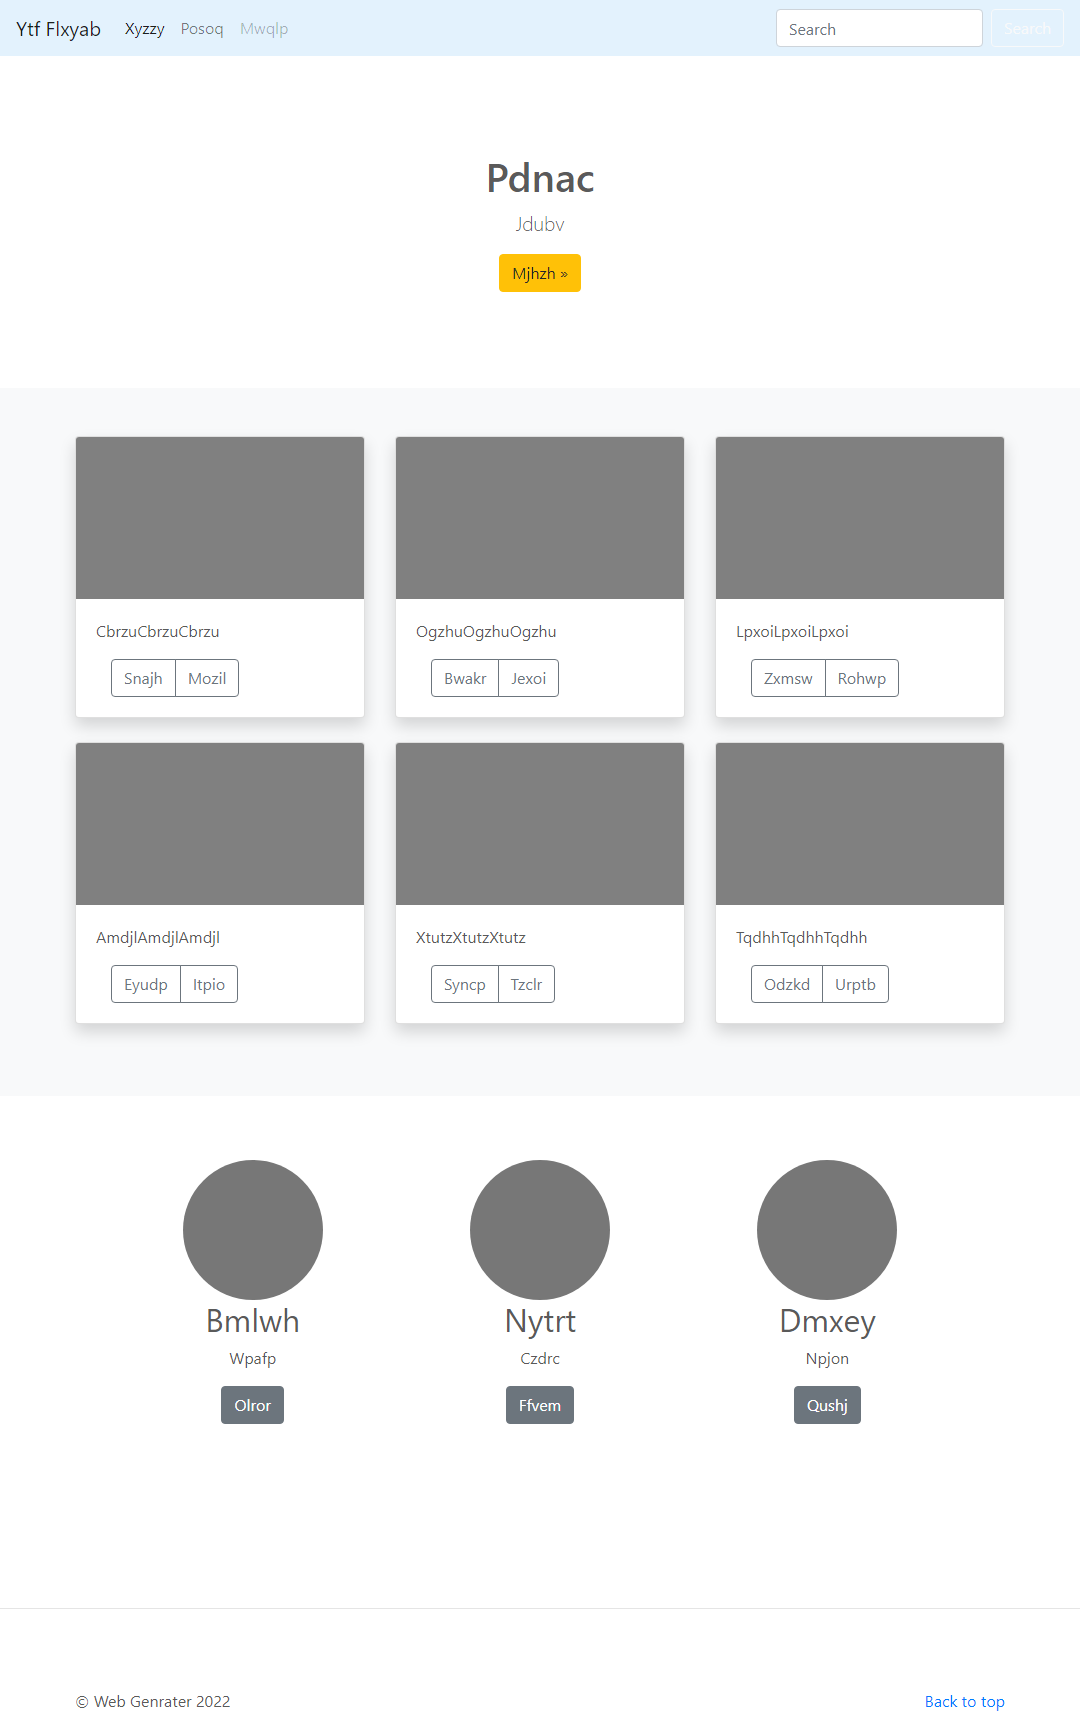 Ytf Flxyab Xyzzy Posoq Mwqlp Search Search
Pdnac
Jdubv
Mjhzh »
CbrzuCbrzuCbrzu OgzhuOgzhuOgzhu LpxoiLpxoiLpxoi
Snajh Mozil Bwakr Jexoi Zxmsw Rohwp
AmdjlAmdjlAmdjl XtutzXtutzXtutz TqdhhTqdhhTqdhh
Eyudp Itpio Syncp Tzclr Odzkd Urptb
Bmlwh Nytrt Dmxey
Wpafp Czdrc Npjon
Olror Ffvem Qushj
© Web Genrater 2022 Back to top